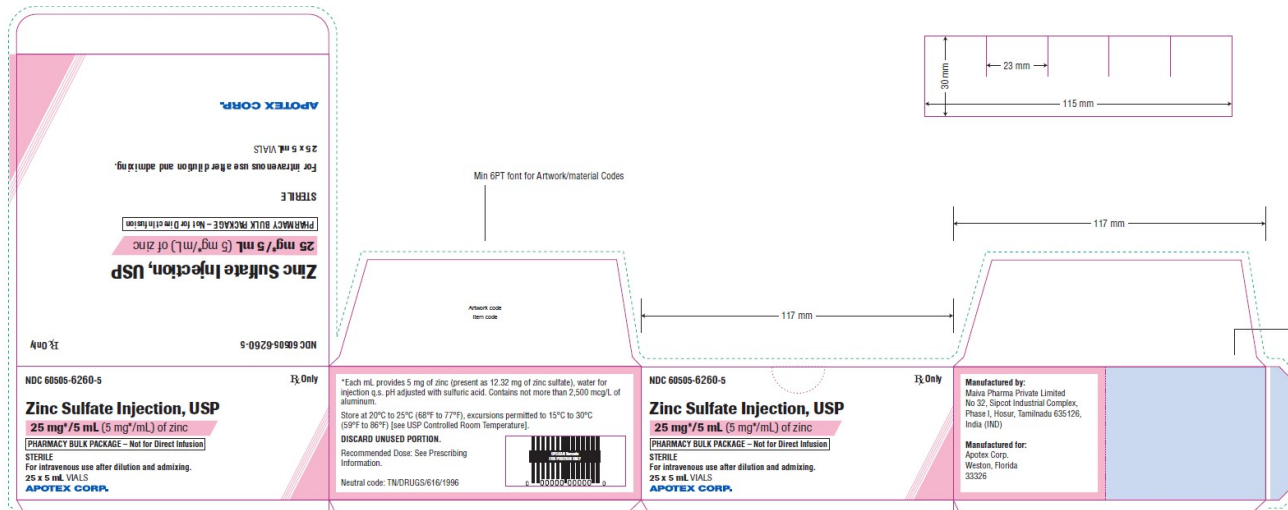 30 mm
23 mm
115 mm
APOTEX CORP.
25 x 5 mL VIALS
For intravenous use after dilution and admixing.
STERILE
PHARMACY BULK PACKAGE – Not for Direct Infusion
25 mg*/5 mL (5 mg*/mL) of zinc
Zinc Sulfate Injection, USP
NDC 60505-6260-5
Rx Only
Min 6PT font for Artwork/material Codes
Artwork code
Item code
117 mm
117 mm
NDC 60505-6260-5
Rx Only
Zinc Sulfate Injection, USP
25 mg*/5 mL (5 mg*/mL) of zinc
PHARMACY BULK PACKAGE – Not for Direct Infusion
STERILE
For intravenous use after dilution and admixing.
25 x 5 mL VIALS
APOTEX CORP.
*Each mL provides 5 mg of zinc (present as 12.32 mg of zinc sulfate), water for
injection q.s. pH adjusted with sulfuric acid. Contains not more than 2,500 mcg/L of
aluminum.
Store at 20°C to 25°C (68°F to 77°F), excursions permitted to 15°C to 30°C
(59°F to 86°F) [see USP Controlled Room Temperature].
DISCARD UNUSED PORTION.
Recommended Dose: See Prescribing
Information.
Neutral code: TN/DRUGS/616/1996
FOR POSITION ONLY
0 00000 00000 0
NDC 60505-6260-5
Rx Only
Zinc Sulfate Injection, USP
25 mg*/5 mL (5 mg*/mL) of zinc
PHARMACY BULK PACKAGE – Not for Direct Infusion
STERILE
For intravenous use after dilution and admixing.
25 x 5 mL VIALS
APOTEX CORP.
Manufactured by:
Maiva Pharma Private Limited
No 32, Sipcot Industrial Complex,
Phase I, Hosur, Tamilnadu 635126,
India (IND)
Manufactured for:
Apotex Corp.
Weston, Florida
33326